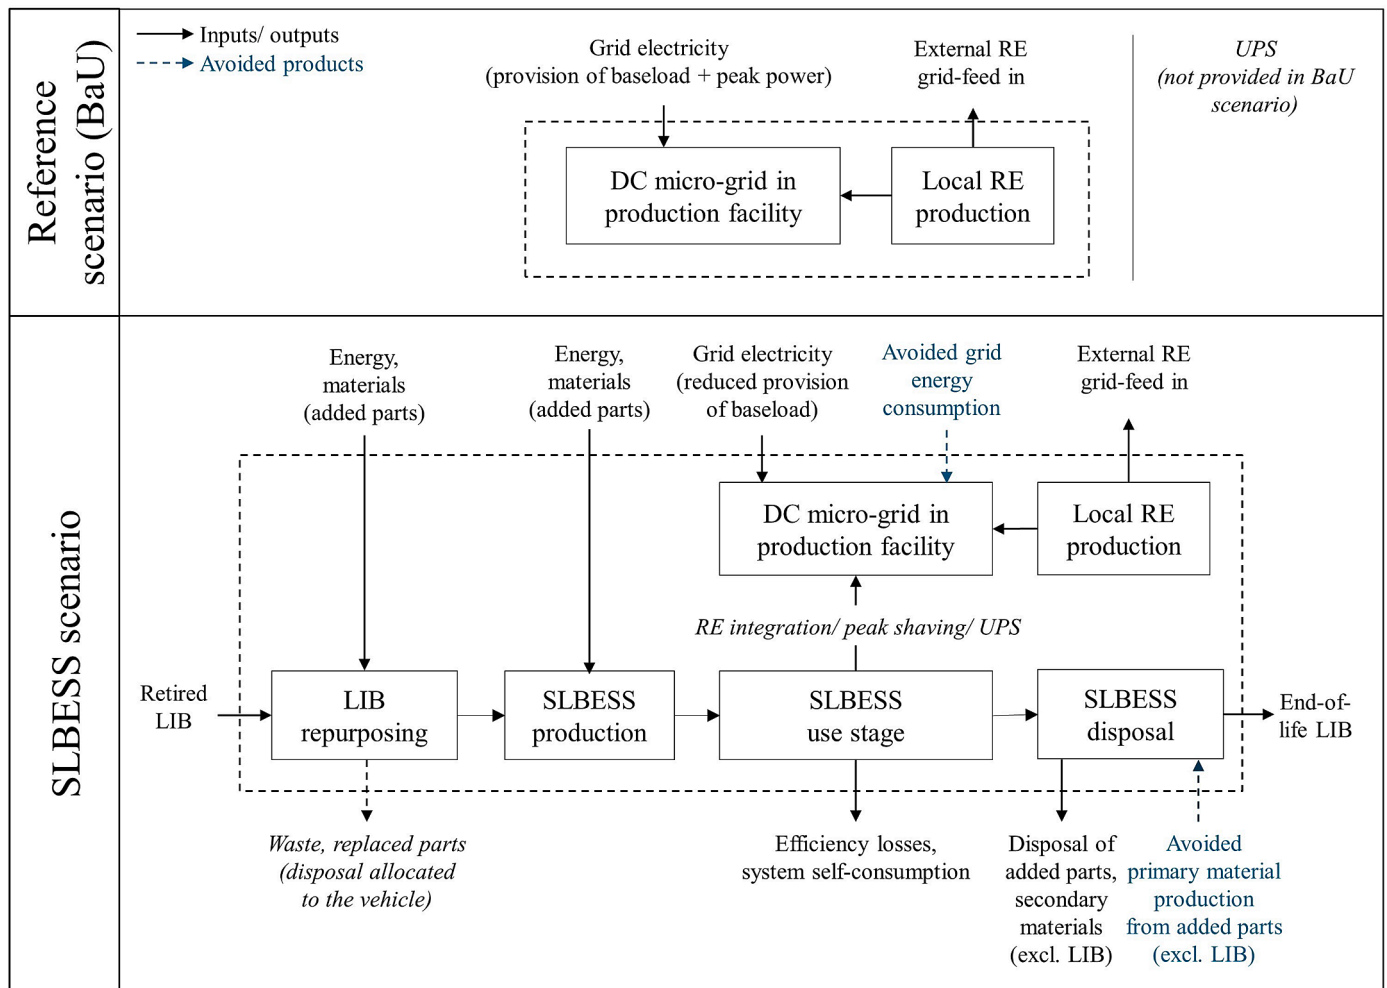 Reference
scenario (BaU)
Inputs/ outputs
Avoided products
Grid electricity
(provision of baseload + peak power)
External RE
grid-feed in
UPS
(not provided in BaU
scenario)
DC micro-grid in
production facility
Local RE
production
SLBESS scenario
Energy,
materials
(added parts)
Energy,
materials
(added parts)
Grid electricity
(reduced provision
of baseload)
Avoided grid
energy
consumption
External RE
grid-feed in
DC micro-grid in
production facility
Local RE
production
RE integration/ peak shaving/ UPS
Retired
LIB
LIB
repurposing
SLBESS
production
SLBESS
use stage
SLBESS
disposal
End-of-
life LIB
Waste, replaced parts
(disposal allocated
to the vehicle)
Efficiency losses,
system self-consumption
Disposal of
added parts,
secondary
materials
(excl. LIB)
Avoided
primary material
production
from added parts
(excl. LIB)